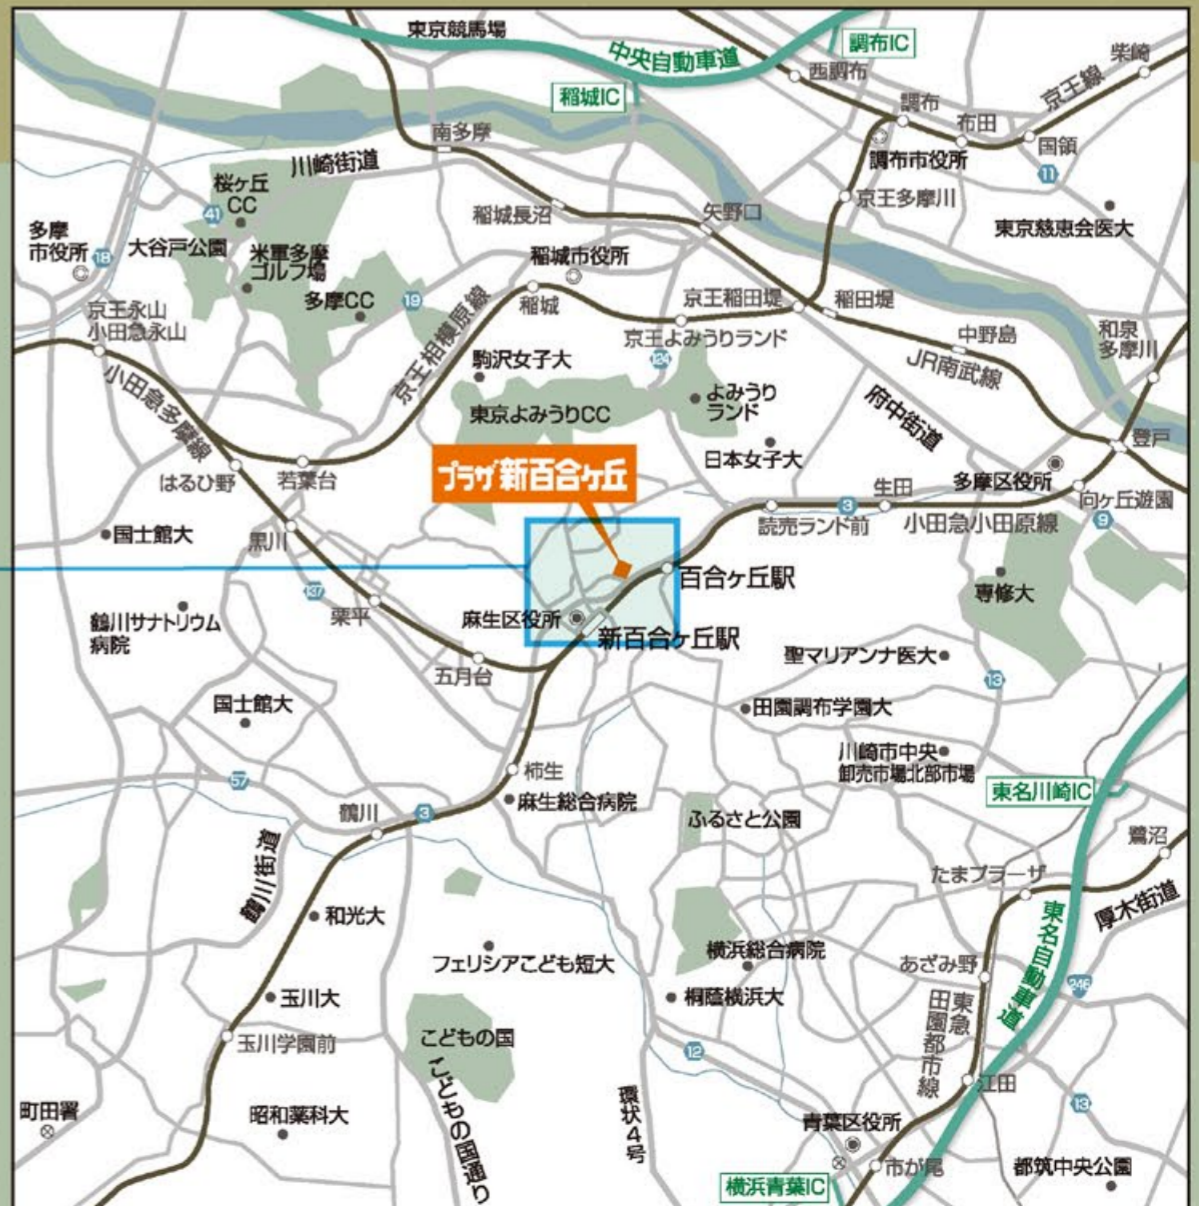 東京競馬場
中央自動車道
調布IC
柴崎
稲城IC
西調布
京王線
調布
布田
国領
南多摩
調布市役所
11
川崎街道
桜ヶ丘
CC
京王多摩川
41
稲城長沼
矢野口
東京慈恵会医大
多摩
市役所
18
大谷戸公園
米軍多摩
ゴルフ場
稲城市役所
多摩CC
19
京王永山
小田急永山
京王相模原線
稲城
京王稲田堤
稲田堤
京王よみうりランド
中野島
和泉
多摩川
124
JR南武線
小田急多摩線
駒沢女子大
よみうり
ランド
東京よみうりCC
府中街道
登戸
日本女子大
プラザ新百合ヶ丘
はるひ野
若葉台
多摩区役所
生田
向ヶ丘遊園
3
読売ランド前
小田急小田原線
9
国士館大
黒川
百合ヶ丘駅
専修大
137
栗平
麻生区役所
新百合ヶ丘駅
鶴川サナトリウム
病院
聖マリアンナ医大
五月台
13
国士館大
田園調布学園大
川崎市中央
卸売市場北部市場
柿生
57
東名川崎IC
麻生総合病院
鶴川
3
ふるさと公園
鷺沼
鶴川街道
たまプラーザ
厚木街道
和光大
東名自動車道
横浜総合病院
フェリシアこども短大
あざみ野
246
玉川大
桐蔭横浜大
東急
田園都市線
こどもの国
玉川学園前
12
江田
こどもの国通り
環状4号
13
町田署
昭和薬科大
青葉区役所
市が尾
都筑中央公園
横浜青葉IC